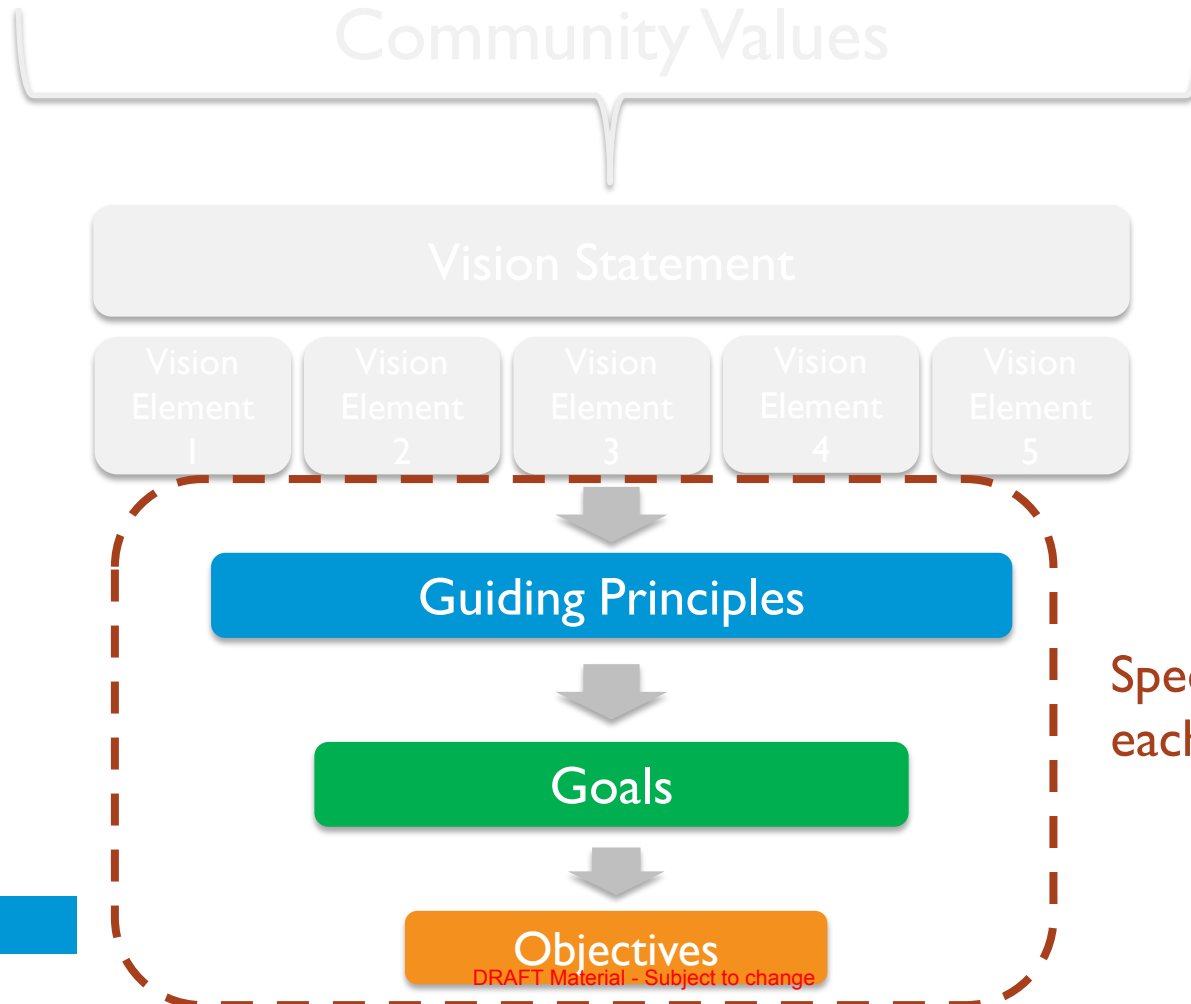 Community Values
Vision Statement
Vision
Element
1
Vision
Element
2
Vision
Element
3
Vision
Element
4
Vision
Element
5
Guiding Principles
Goals
each
Objectives
DRAFT Material - Subject to change